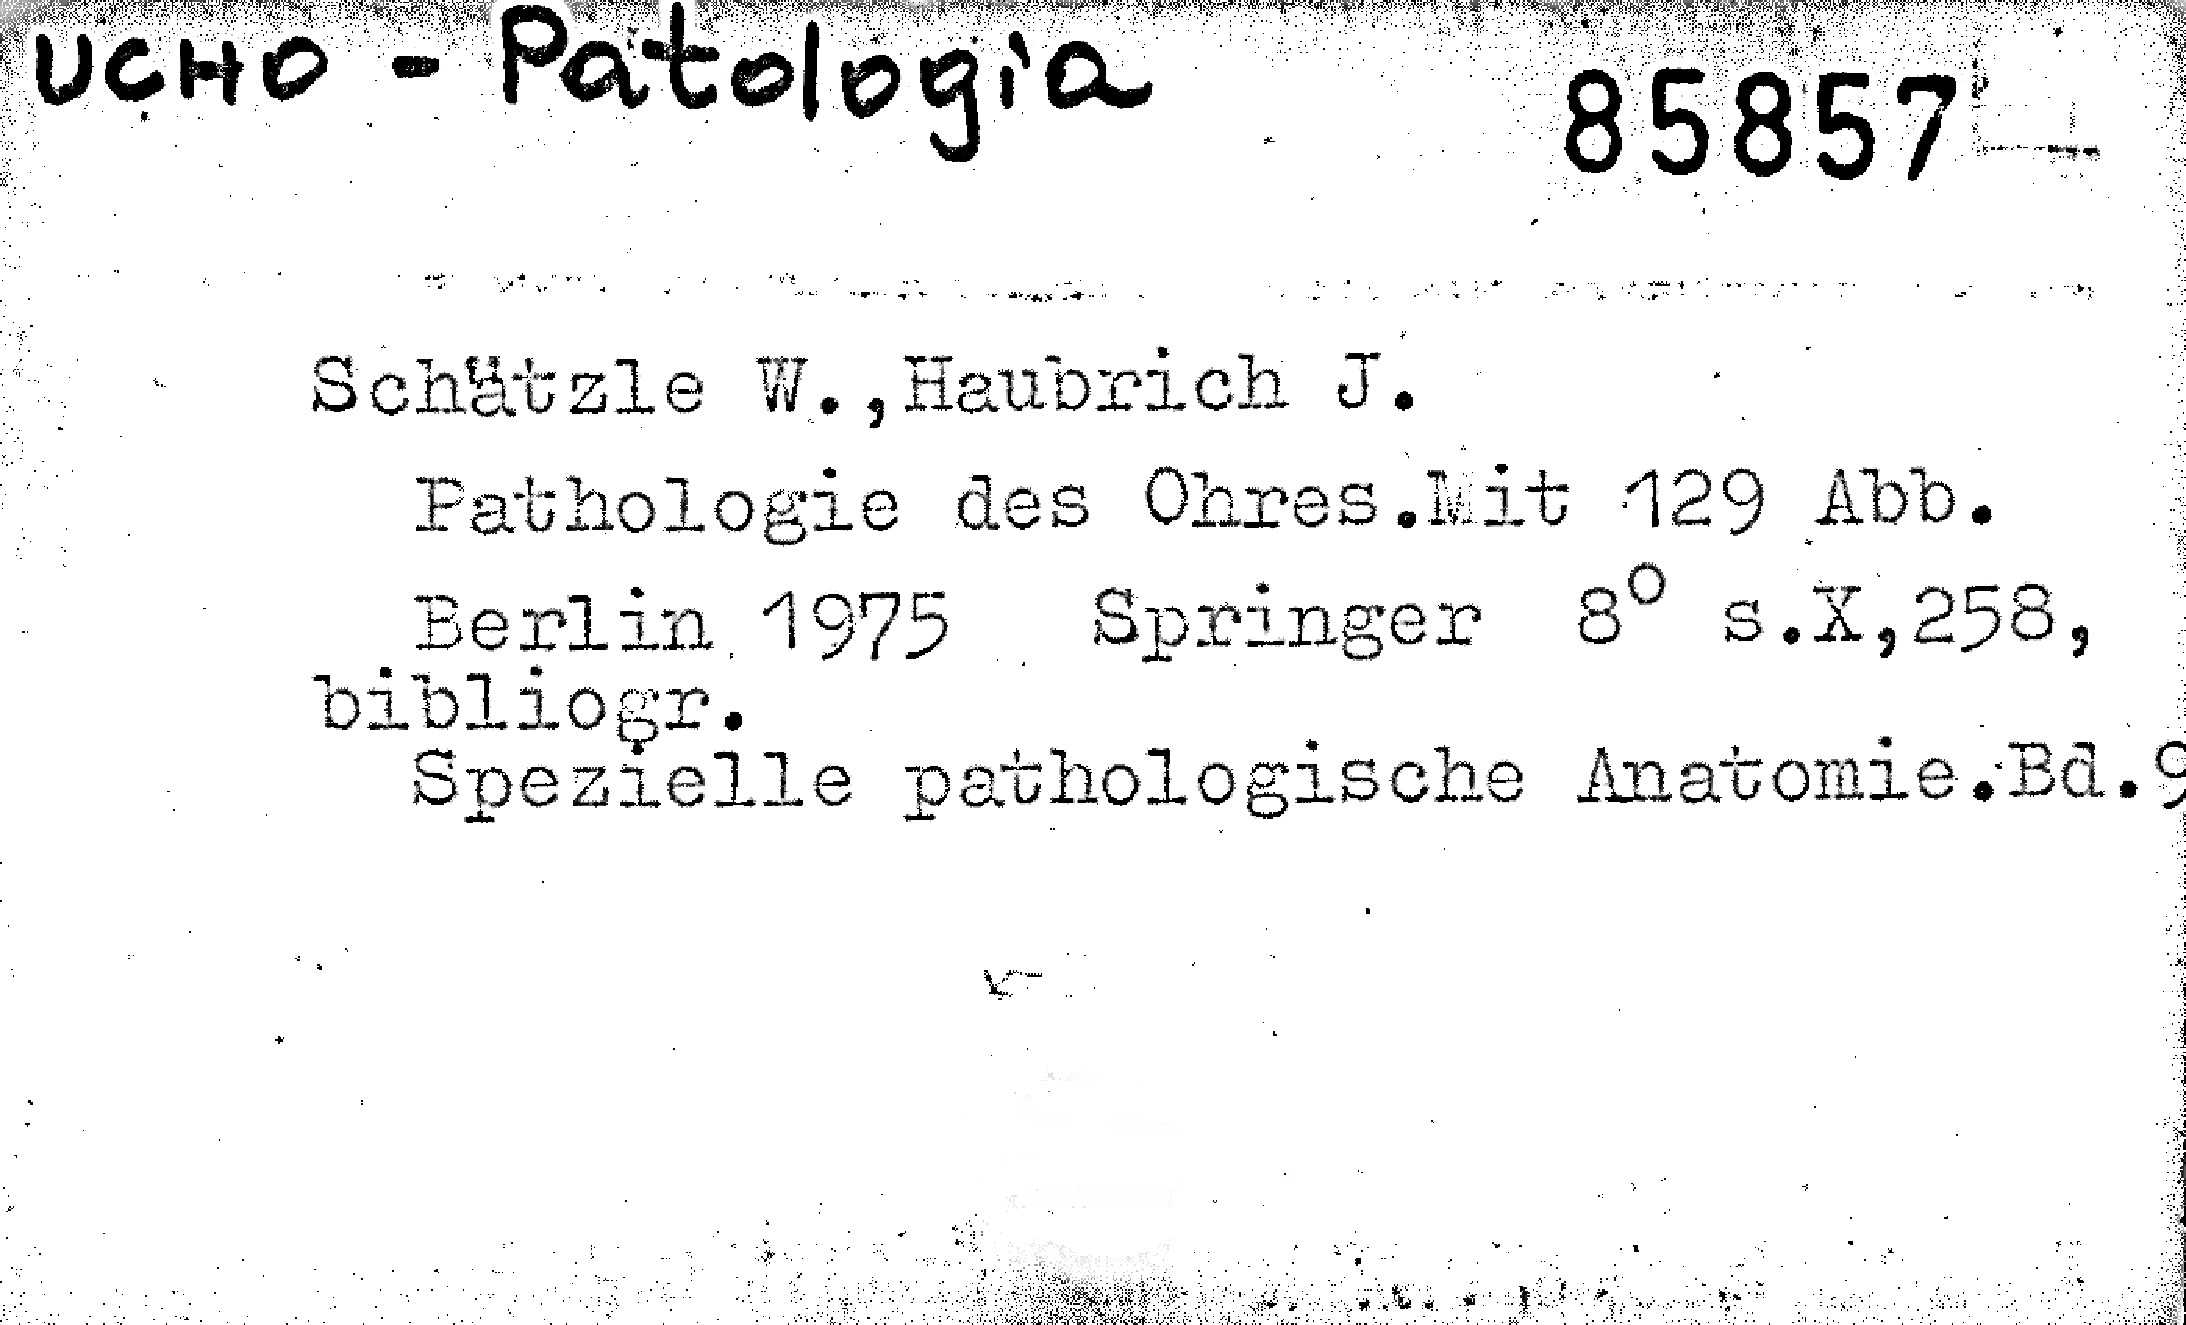 UCHO - Patologia
85857
Schätzle W.,Haubrich J.
Pathologie des Ohres.Mit 129 Abb.
Berlin 1975 Springer 8° s.X,258,
bibliogr.
Spezielle pathologische Anatomie.Bd.9